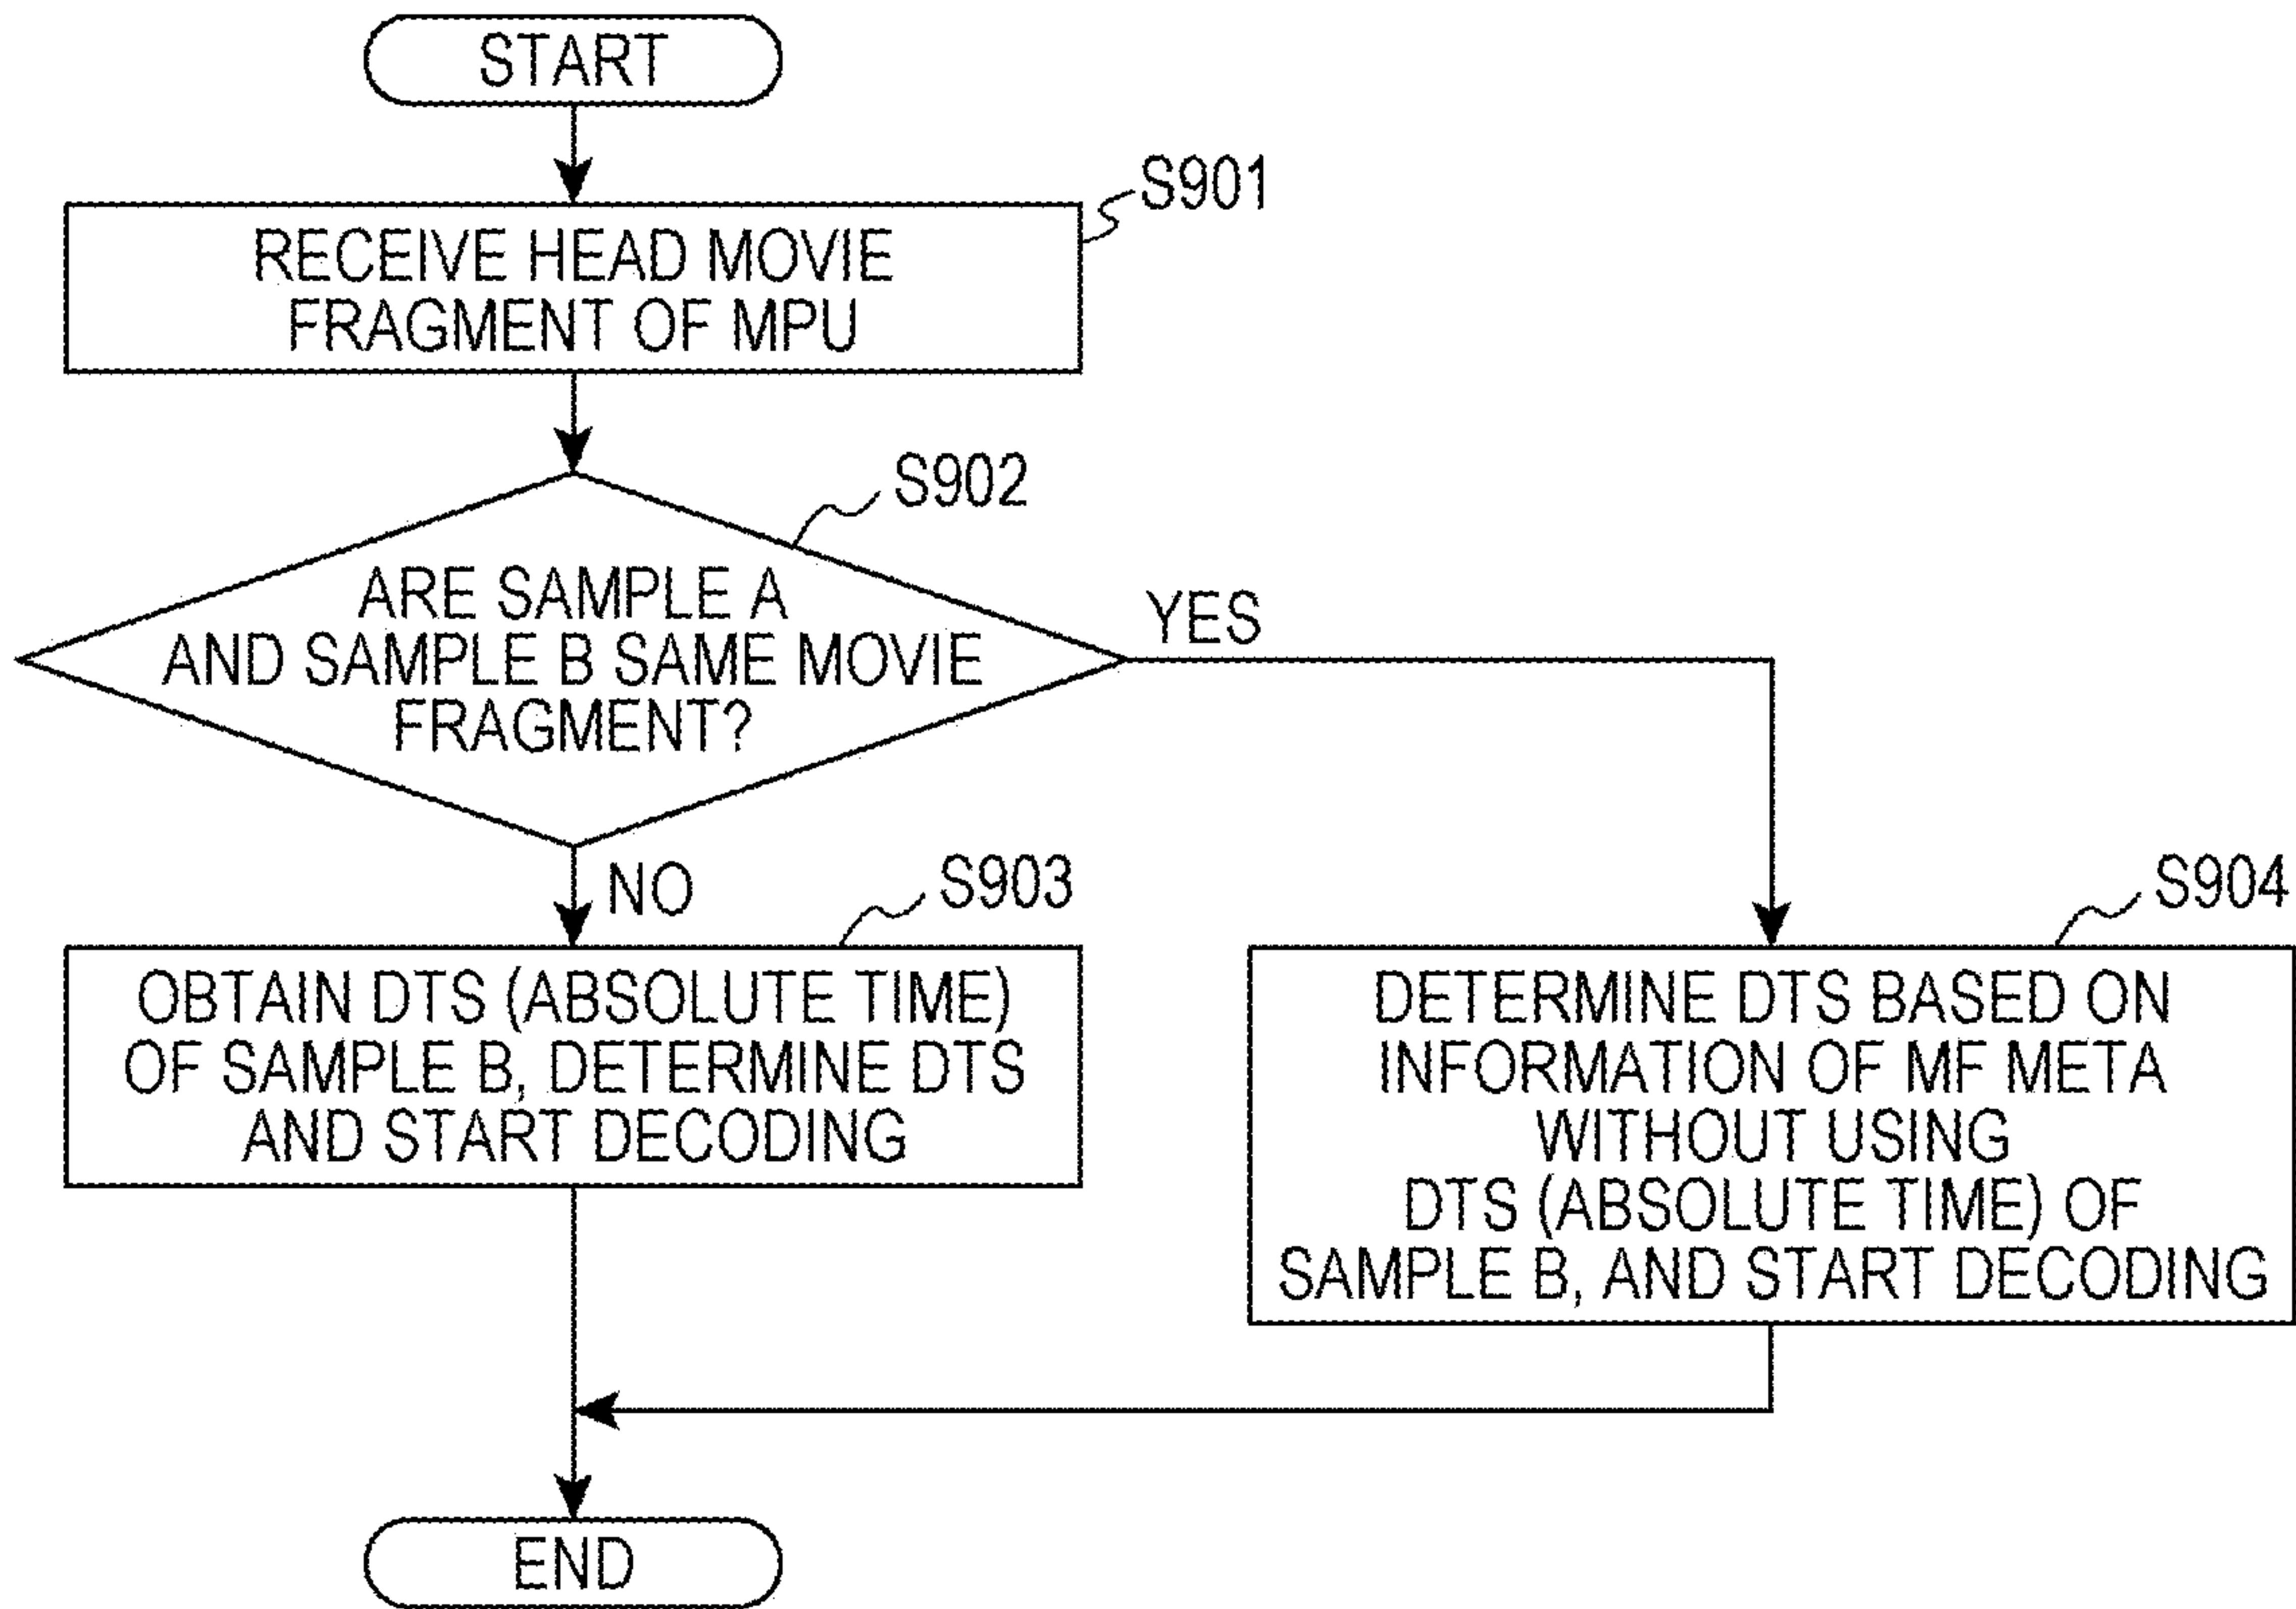 START
S901
RECEIVE HEAD MOVIE
FRAGMENT OF MPU
S902
ARE SAMPLE A
AND SAMPLE B SAME MOVIE
FRAGMENT?
YES
NO
S903
OBTAIN DTS (ABSOLUTE TIME)
OF SAMPLE B, DETERMINE DTS
AND START DECODING
S904
DETERMINE DTS BASED ON
INFORMATION OF MF META
WITHOUT USING
DTS (ABSOLUTE TIME) OF
SAMPLE B, AND START DECODING
END